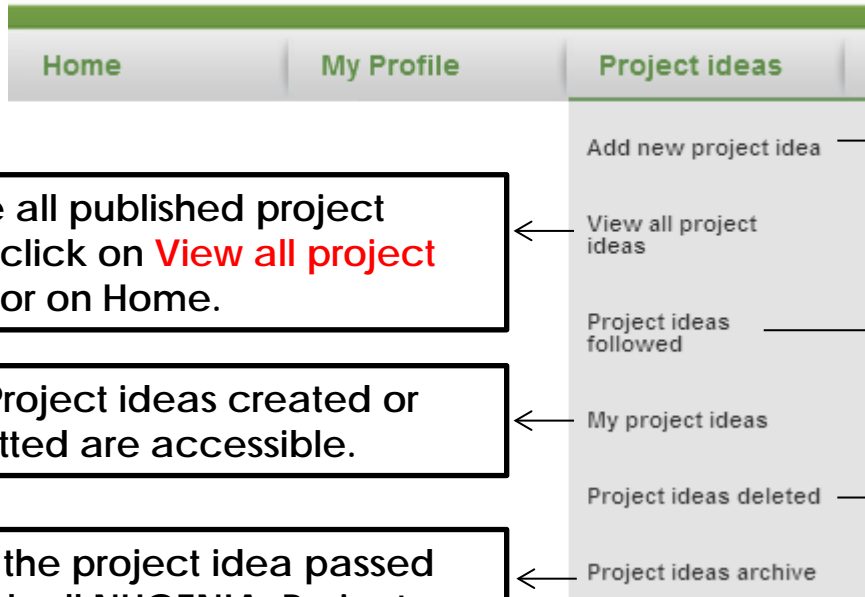 Home My Profile Project ideas
Add new project idea
all published project
click on View all project
or on Home.
View all project
ideas
Project ideas
followed
Project ideas created or
are accessible.
My project ideas
Project ideas deleted
the project idea passed
Project ideas archive